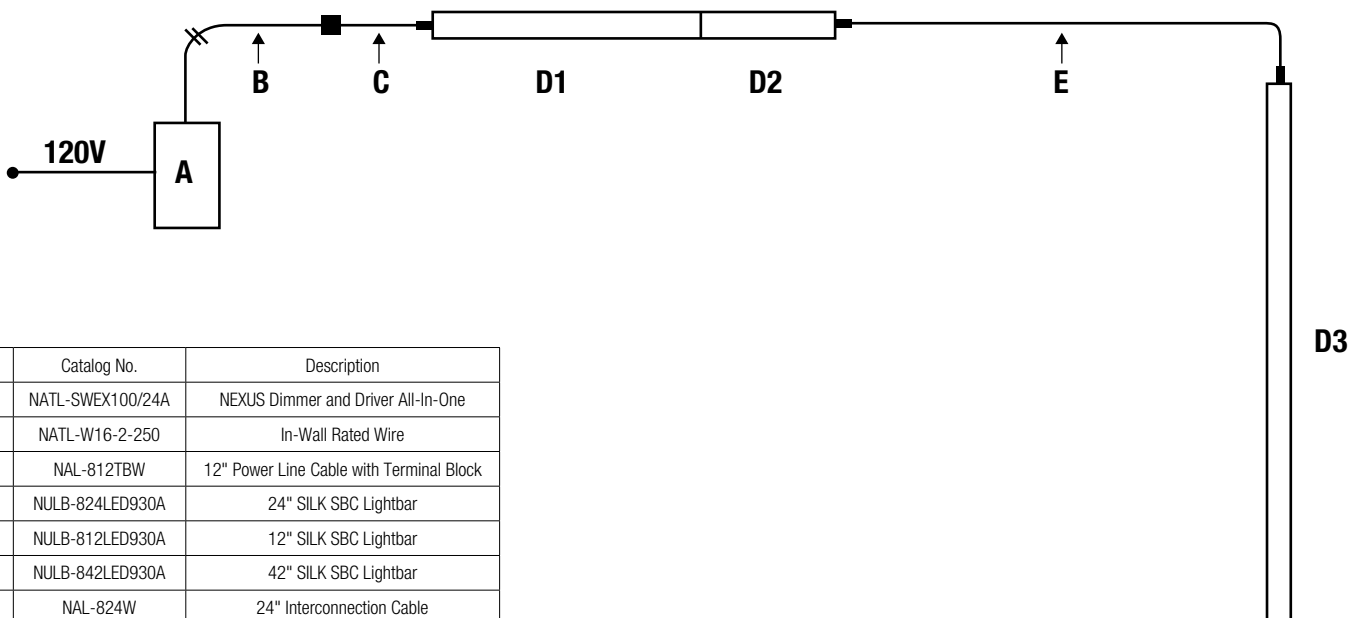 B
C
D1
D2
E
120V
A
D3
Catalog No. Description
NATL-SWEX100/24A NEXUS Dimmer and Driver All-In-One
NATL-W16-2-250 In-Wall Rated Wire
NAL-812TBW 12" Power Line Cable with Terminal Block
NULB-824LED930A 24" SILK SBC Lightbar
NULB-812LED930A 12" SILK SBC Lightbar
NULB-842LED930A 42" SILK SBC Lightbar
NAL-824W 24" Interconnection Cable